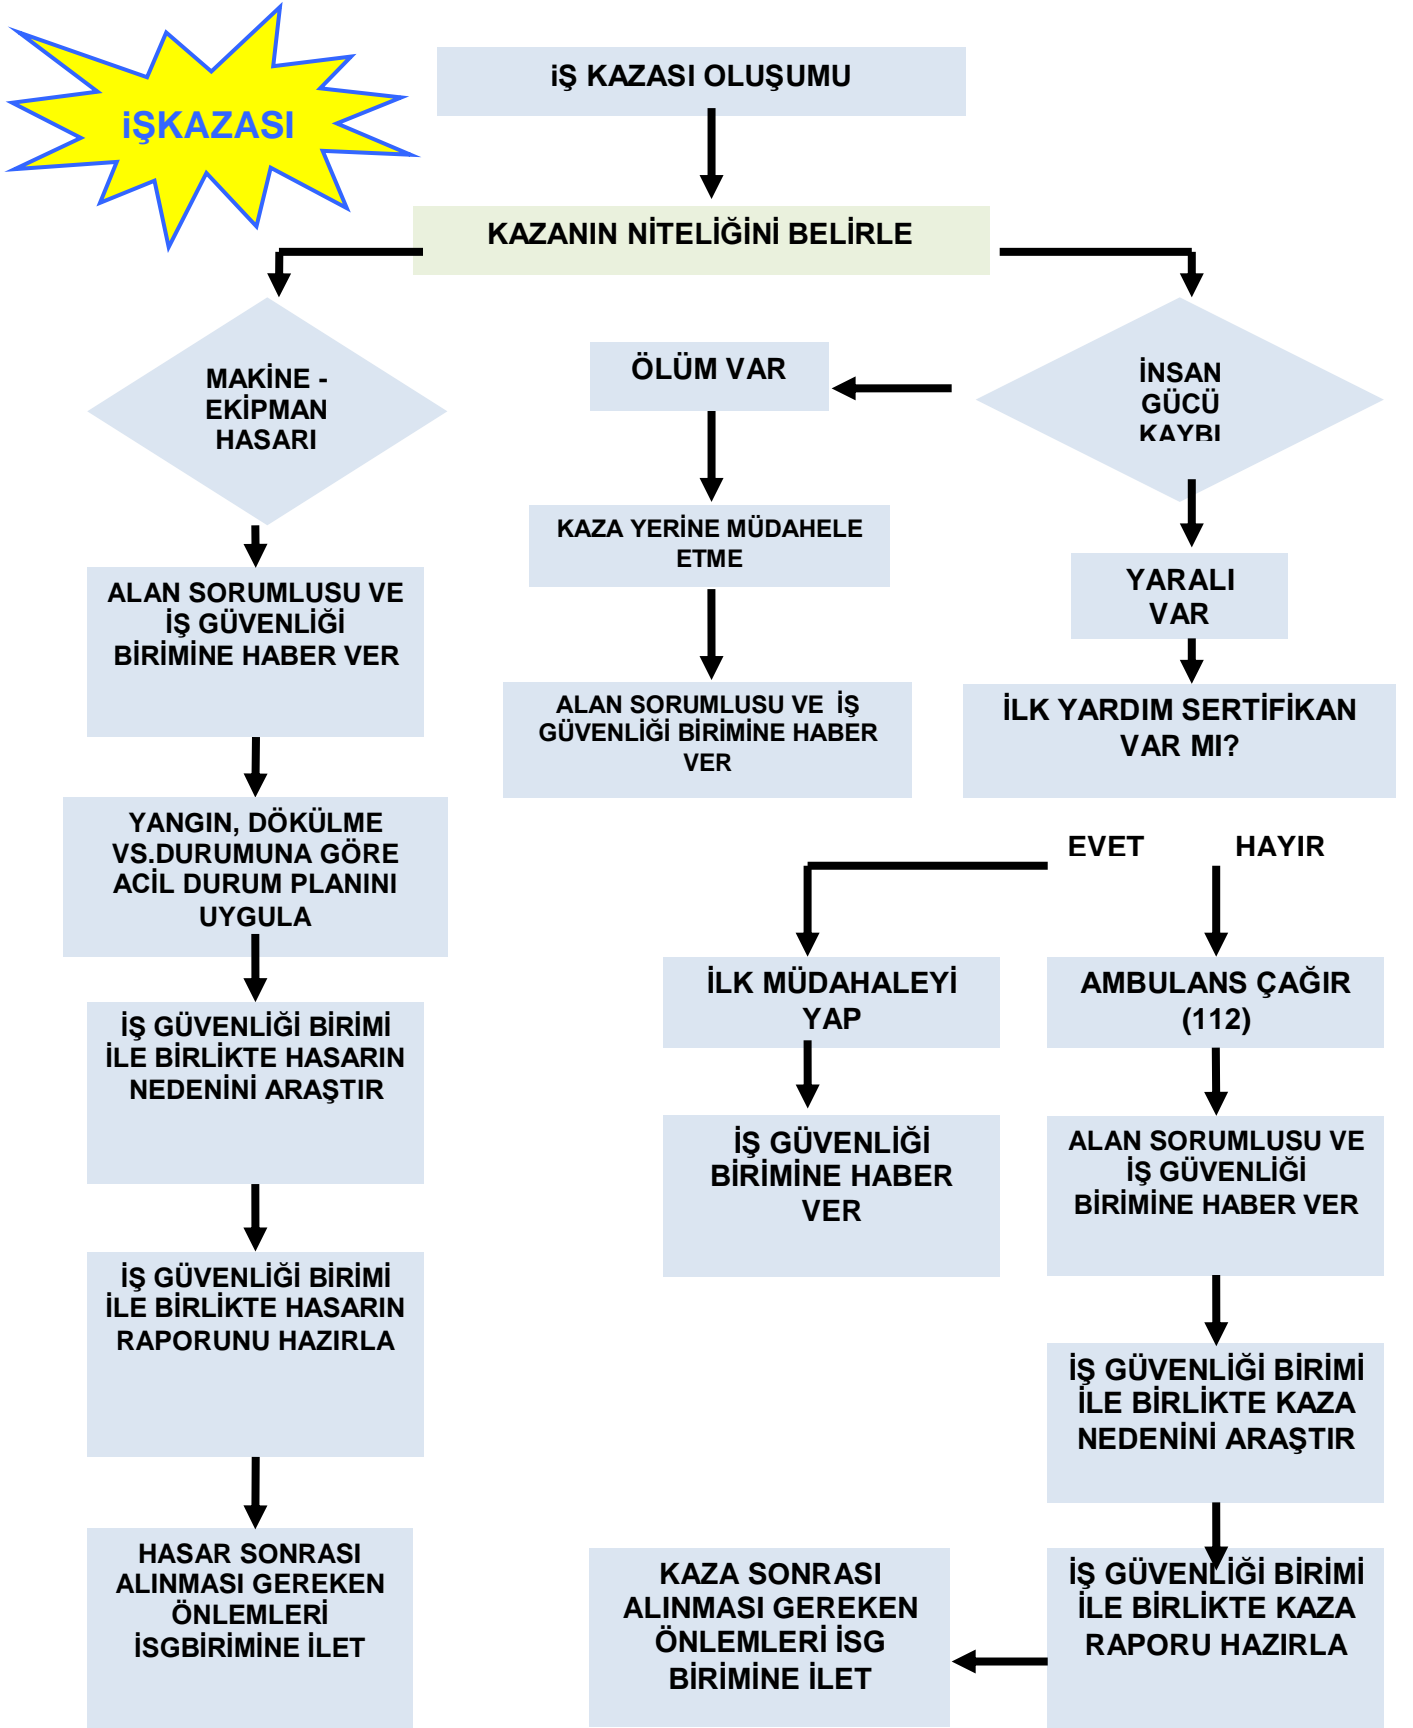 iŞKAZASI
iŞ KAZASI OLUŞUMU
KAZANIN NİTELİĞİNİ BELİRLE
MAKİNE -
EKİPMAN
HASARI
ÖLÜM VAR
İNSAN
GÜCÜ
KAYBI
KAZA YERİNE MÜDAHELE
ETME
ALAN SORUMLUSU VE
İŞ GÜVENLİĞİ
BİRİMİNE HABER VER
YARALI
VAR
ALAN SORUMLUSU VE İŞ
GÜVENLİĞİ BİRİMİNE HABER
VER
İLK YARDIM SERTİFİKAN
VAR MI?
YANGIN, DÖKÜLME
VS.DURUMUNA GÖRE
ACİL DURUM PLANINI
UYGULA
EVET
HAYIR
İLK MÜDAHALEYİ
YAP
AMBULANS ÇAĞIR
(112)
İŞ GÜVENLİĞİ BİRİMİ
İLE BİRLİKTE HASARIN
NEDENİNİ ARAŞTIR
İŞ GÜVENLİĞİ
BİRİMİNE HABER
VER
ALAN SORUMLUSU VE
İŞ GÜVENLİĞİ
BİRİMİNE HABER VER
İŞ GÜVENLİĞİ BİRİMİ
İLE BİRLİKTE HASARIN
RAPORUNU HAZIRLA
İŞ GÜVENLİĞİ BİRİMİ
İLE BİRLİKTE KAZA
NEDENİNİ ARAŞTIR
HASAR SONRASI
ALINMASI GEREKEN
ÖNLEMLERİ
İSGBİRİMİNE İLET
KAZA SONRASI
ALINMASI GEREKEN
ÖNLEMLERİ İSG
BİRİMİNE İLET
İŞ GÜVENLİĞİ BİRİMİ
İLE BİRLİKTE KAZA
RAPORU HAZIRLA